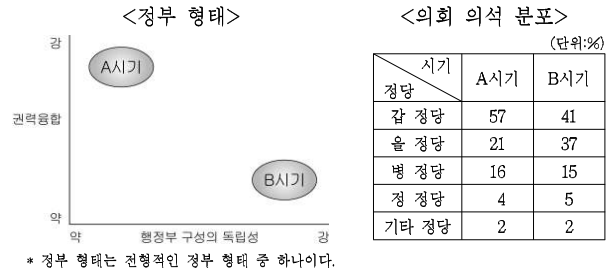 <정부 형태>
강
A시기
권력융합
B시기
약
약 행정부 구성의 독립성 강
* 정부 형태는 전형적인 정부 형태 중 하나이다.
<의회 의석 분포>
(단위:%)
시기 정당 A시기 B시기
갑 정당 57 41
을 정당 21 37
병 정당 16 15
정 정당 4 5
기타 정당 2 2